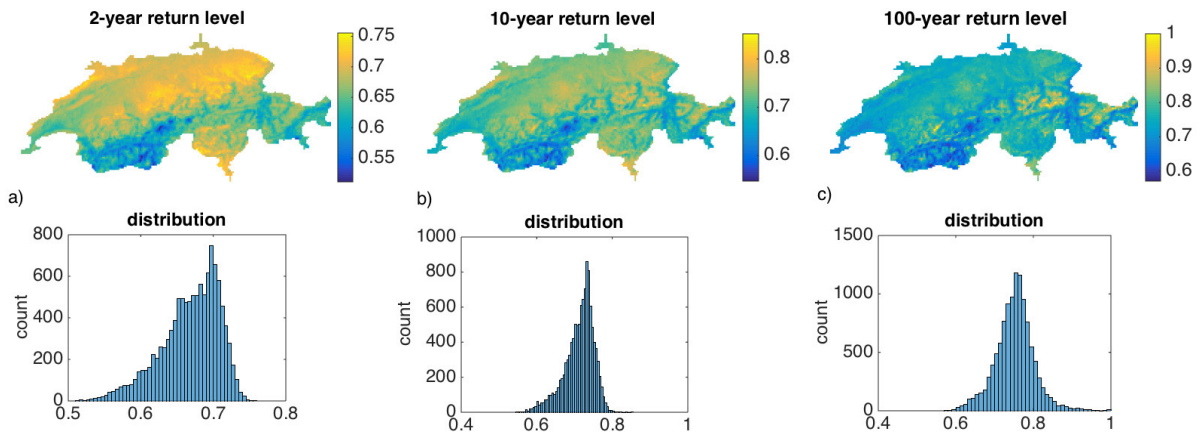 2-year return level
0.75
0.7
0.65
0.6
0.55
10-year return level
0.8
0.7
0.6
100-year return level
1
0.9
0.8
0.7
0.6
a)
b)
c)
distribution
800
600
400
200
0
count
0.5 0.6 0.7 0.8
distribution
1000
800
600
400
200
0
count
0.4 0.6 0.8 1
distribution
1500
1000
500
0
count
0.4 0.6 0.8 1